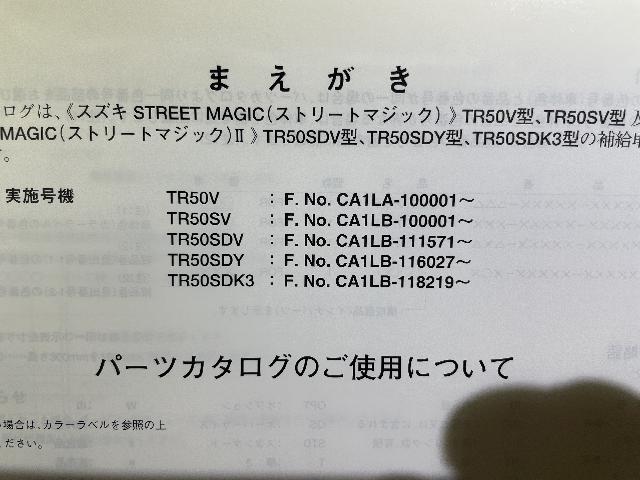 まえがき
ログは、《スズキ STREET MAGIC(ストリートマジック)》TR50V型、TR50SV型
MAGIC(ストリートマジック)Ⅱ》TR50SDV型、TR50SDY型、TR50SDK3型の補給
。
実施号機
TR50V : F. No. CA1LA-100001～
TR50SV : F. No. CA1LB-100001～
TR50SDV : F. No. CA1LB-111571～
TR50SDY : F. No. CA1LB-116027～
TR50SDK3 : F. No. CA1LB-118219～
パーツカタログのご使用について
場合は、カラーラベルを参照の上
ください。